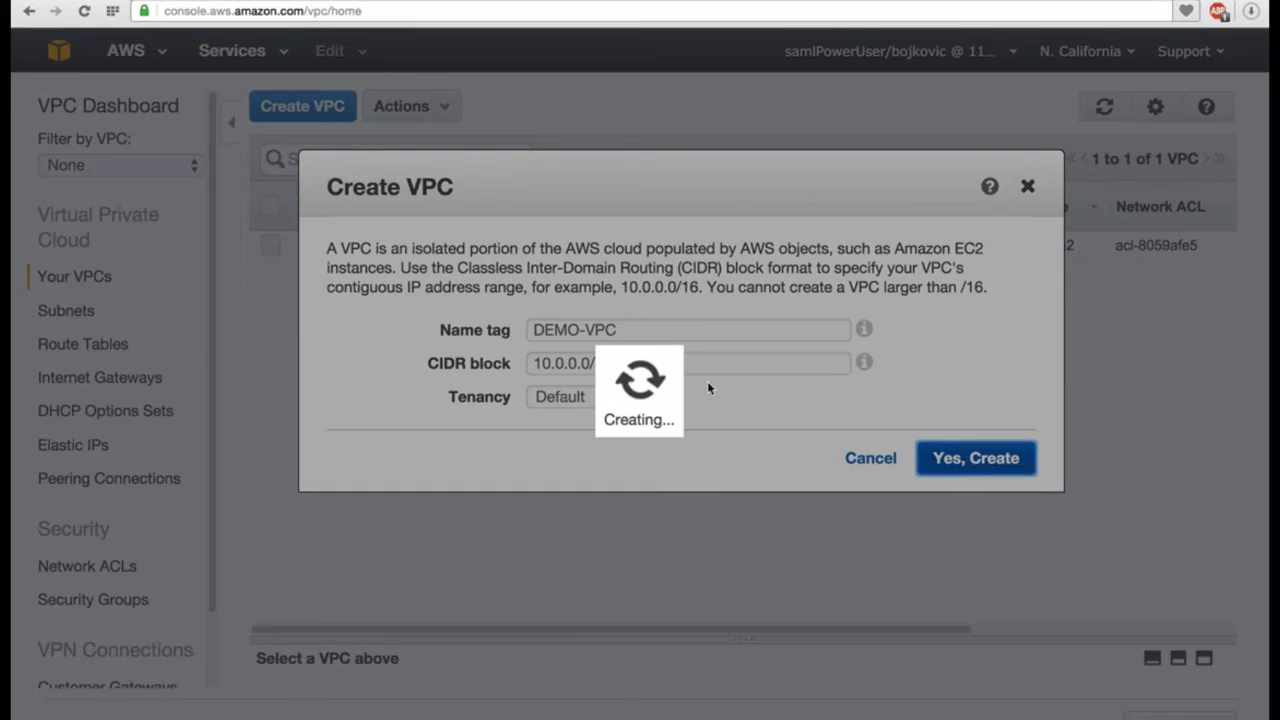 console.aws.amazon.com/vpc/home
ABP
1
AWS Services Edit samlPowerUser/bojkovic @ 11... N. California Support
VPC Dashboard
Filter by VPC:
None
Virtual Private
Cloud
Your VPCs
Subnets
Route Tables
Internet Gateways
DHCP Options Sets
Elastic IPs
Peering Connections
Security
Network ACLs
Security Groups
VPN Connections
Customer Gateways
Create VPC Actions
1 to 1 of 1 VPC
Network ACL
acl-8059afe5
Create VPC
A VPC is an isolated portion of the AWS cloud populated by AWS objects, such as Amazon EC2
instances. Use the Classless Inter-Domain Routing (CIDR) block format to specify your VPC's
contiguous IP address range, for example, 10.0.0.0/16. You cannot create a VPC larger than /16.
Name tag DEMO-VPC
CIDR block 10.0.0.0/
Tenancy Default
Creating...
Cancel Yes, Create
Select a VPC above